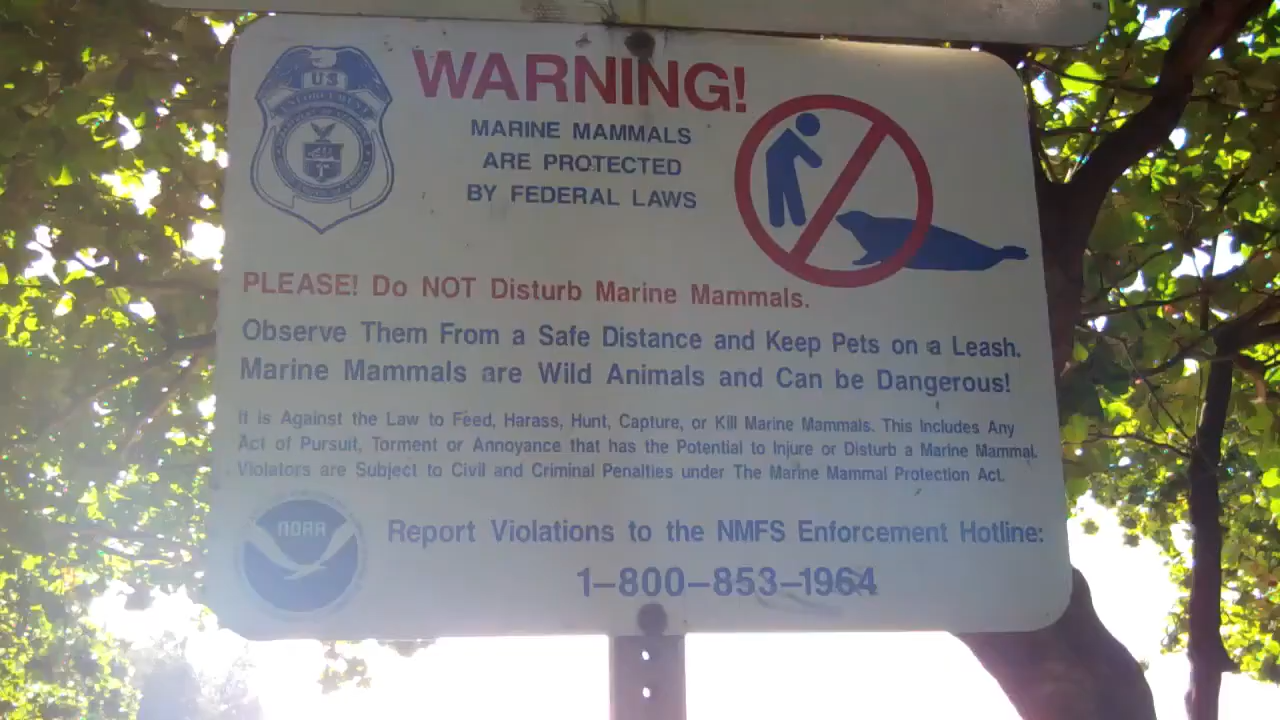 US
WARNING!
MARINE MAMMALS
ARE PROTECTED
BY FEDERAL LAWS
PLEASE! Do NOT Disturb Marine Mammals.
Observe Them From a Safe Distance and Keep Pets on a Leash.
Marine Mammals are Wild Animals and Can be Dangerous!
It is Against the Law to Feed, Harass, Hunt, Capture, or Kill Marine Mammals. This Includes Any
Act of Pursuit, Torment or Annoyance that has the Potential to Injure or Disturb a Marine Mammal.
Violators are Subject to Civil and Criminal Penalties under The Marine Mammal Protection Act.
NOAA
Report Violations to the NMFS Enforcement Hotline:
1–800–853–1964